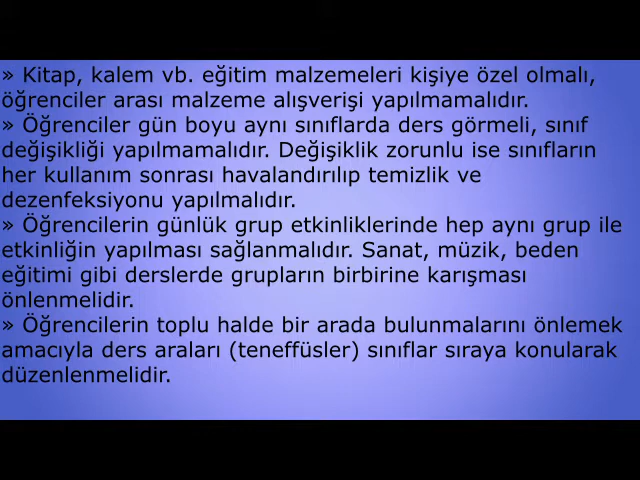 » Kitap, kalem vb. eğitim malzemeleri kişiye özel olmalı,
öğrenciler arası malzeme alışverişi yapılmamalıdır.
» Öğrenciler gün boyu aynı sınıflarda ders görmeli, sınıf
değişikliği yapılmamalıdır. Değişiklik zorunlu ise sınıfların
her kullanım sonrası havalandırılıp temizlik ve
dezenfeksiyonu yapılmalıdır.
» Öğrencilerin günlük grup etkinliklerinde hep aynı grup ile
etkinliğin yapılması sağlanmalıdır. Sanat, müzik, beden
eğitimi gibi derslerde grupların birbirine karışması
önlenmelidir.
» Öğrencilerin toplu halde bir arada bulunmalarını önlemek
amacıyla ders araları (teneffüsler) sınıflar sıraya konularak
düzenlenmelidir.